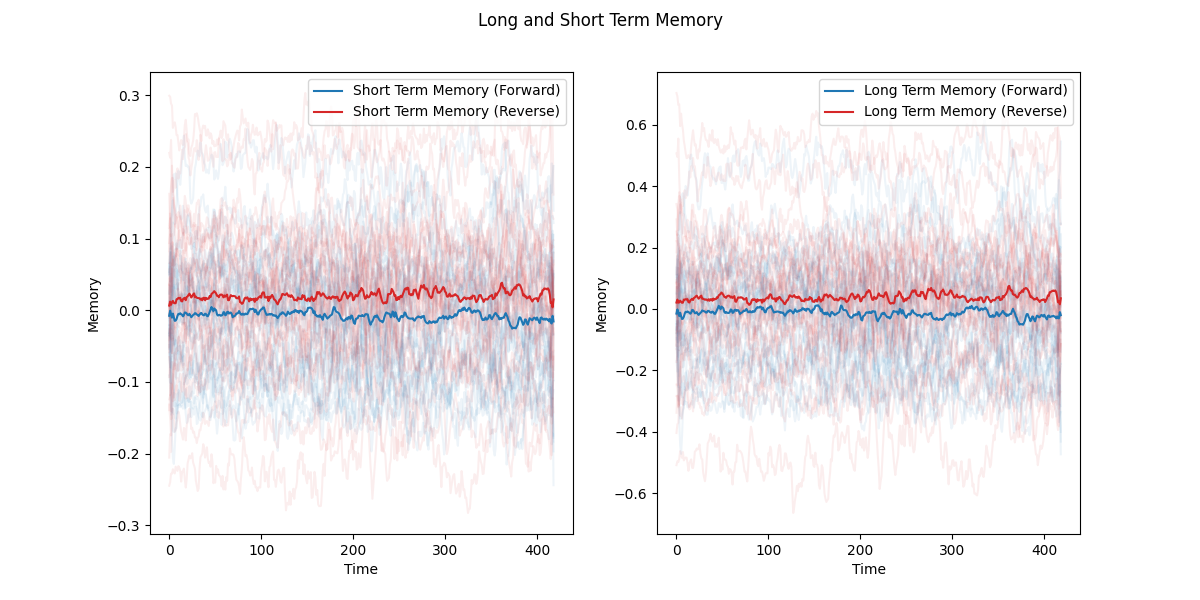 Long and Short Term Memory
Short Term Memory (Forward)
Short Term Memory (Reverse)
0.3
0.2
0.1
0.0
−0.1
−0.2
−0.3
Memory
0
100
200
300
400
Time
Long Term Memory (Forward)
Long Term Memory (Reverse)
0.6
0.4
0.2
0.0
−0.2
−0.4
−0.6
Memory
0
100
200
300
400
Time